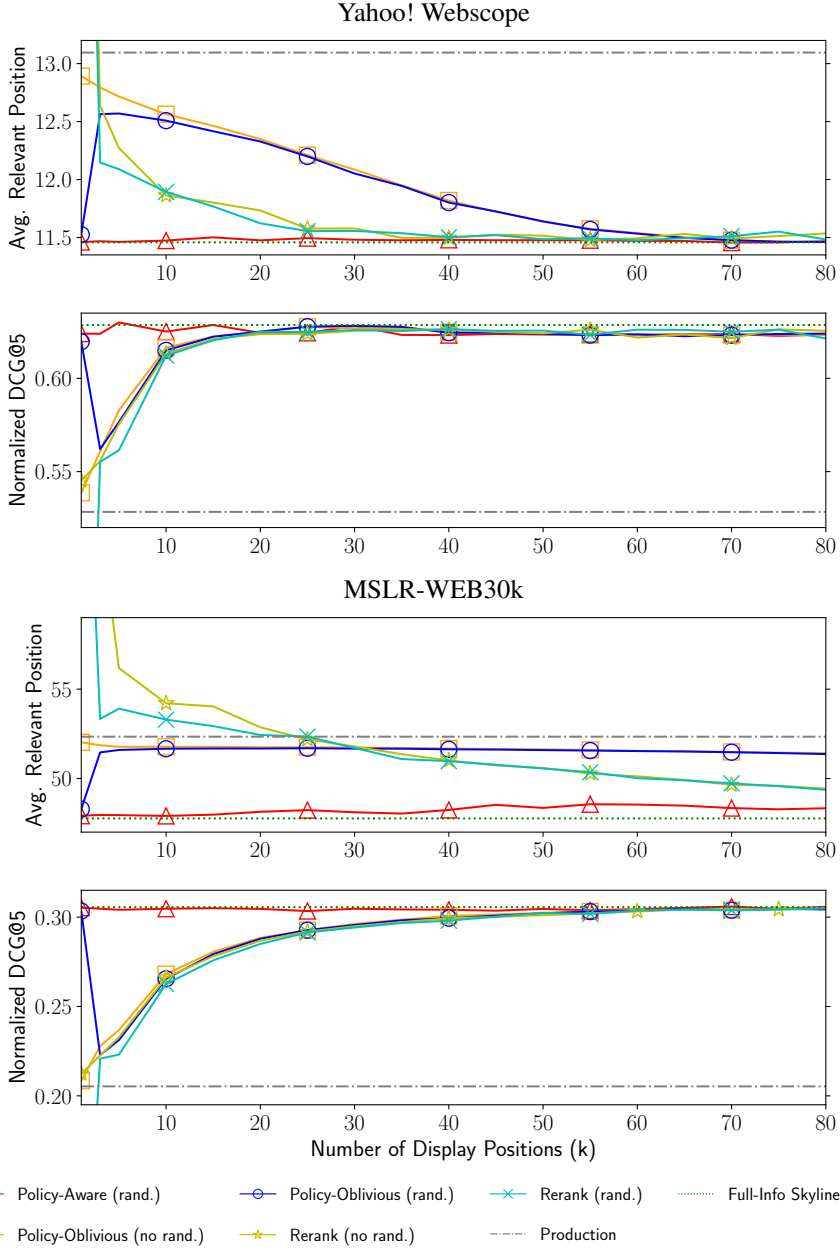 Yahoo! Webscope
Avg. Relevant Position
13.0
12.5
12.0
11.5
10 20 30 40 50 60 70 80
Normalized DCG@5
0.60
0.55
10 20 30 40 50 60 70 80
MSLR-WEB30k
Avg. Relevant Position
55
50
10 20 30 40 50 60 70 80
Normalized DCG@5
0.30
0.25
0.20
10 20 30 40 50 60 70 80
Number of Display Positions (k)
Policy-Aware (rand.) Policy-Oblivious (rand.) Rerank (rand.) Full-Info Skyline
Policy-Oblivious (no rand.) Rerank (no rand.) Production